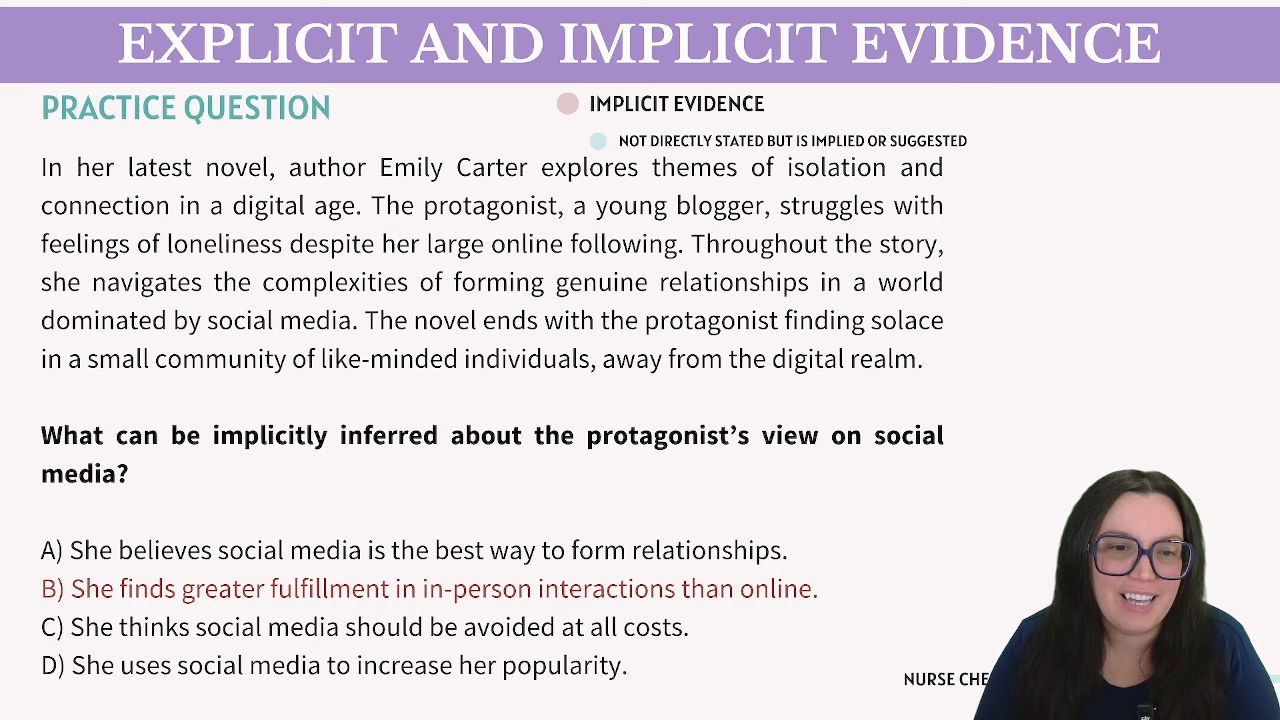 EXPLICIT AND IMPLICIT EVIDENCE
PRACTICE QUESTION
IMPLICIT EVIDENCE
NOT DIRECTLY STATED BUT IS IMPLIED OR SUGGESTED
In her latest novel, author Emily Carter explores themes of isolation and
connection in a digital age. The protagonist, a young blogger, struggles with
feelings of loneliness despite her large online following. Throughout the story,
she navigates the complexities of forming genuine relationships in a world
dominated by social media. The novel ends with the protagonist finding solace
in a small community of like-minded individuals, away from the digital realm.
What can be implicitly inferred about the protagonist's view on social
media?
A) She believes social media is the best way to form relationships.
B) She finds greater fulfillment in in-person interactions than online.
C) She thinks social media should be avoided at all costs.
D) She uses social media to increase her popularity.
NURSE CHE